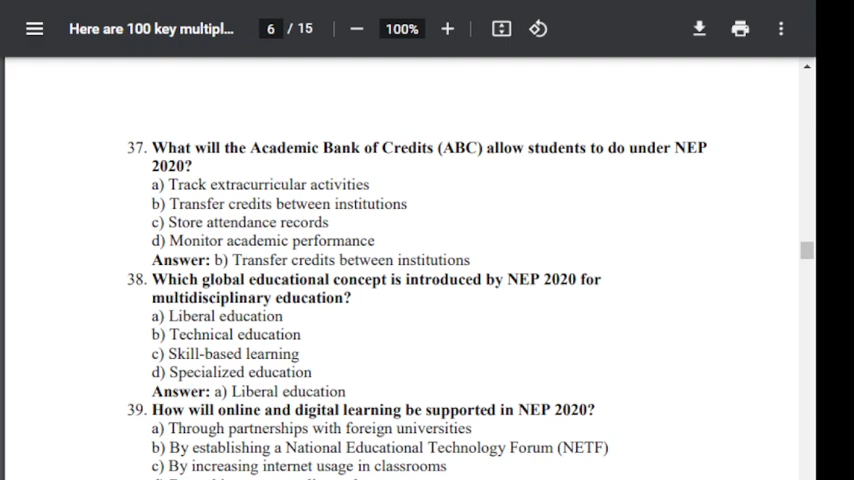 Here are 100 key multipl... 6 / 15 100%
37. What will the Academic Bank of Credits (ABC) allow students to do under NEP
2020?
a) Track extracurricular activities
b) Transfer credits between institutions
c) Store attendance records
d) Monitor academic performance
Answer: b) Transfer credits between institutions
38. Which global educational concept is introduced by NEP 2020 for
multidisciplinary education?
a) Liberal education
b) Technical education
c) Skill-based learning
d) Specialized education
Answer: a) Liberal education
39. How will online and digital learning be supported in NEP 2020?
a) Through partnerships with foreign universities
b) By establishing a National Educational Technology Forum (NETF)
c) By increasing internet usage in classrooms